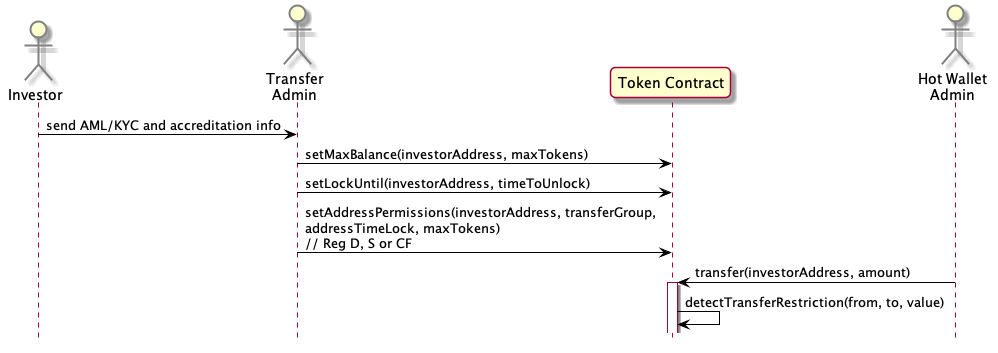 Investor
Transfer
Admin
Token Contract
Hot Wallet
Admin
send AML/KYC and accreditation info
setMaxBalance(investorAddress, maxTokens)
setLockUntil(investorAddress, timeToUnlock)
setAddressPermissions(investorAddress, transferGroup,
addressTimeLock, maxTokens)
// Reg D, S or CF
transfer(investorAddress, amount)
detectTransferRestriction(from, to, value)